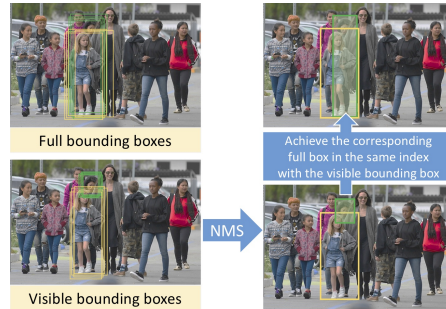 Full bounding boxes
Achieve the corresponding
full box in the same index
with the visible bounding box
NMS
Visible bounding boxes